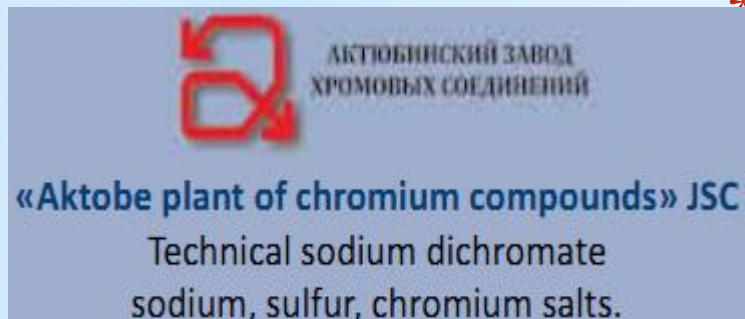 АКТЮБИНСКИЙ ЗАВОД
ХРОМОВЫХ СОЕДИНЕНИЙ
«Aktobe plant of chromium compounds» JSC
Technical sodium dichromate
sodium, sulfur, chromium salts.